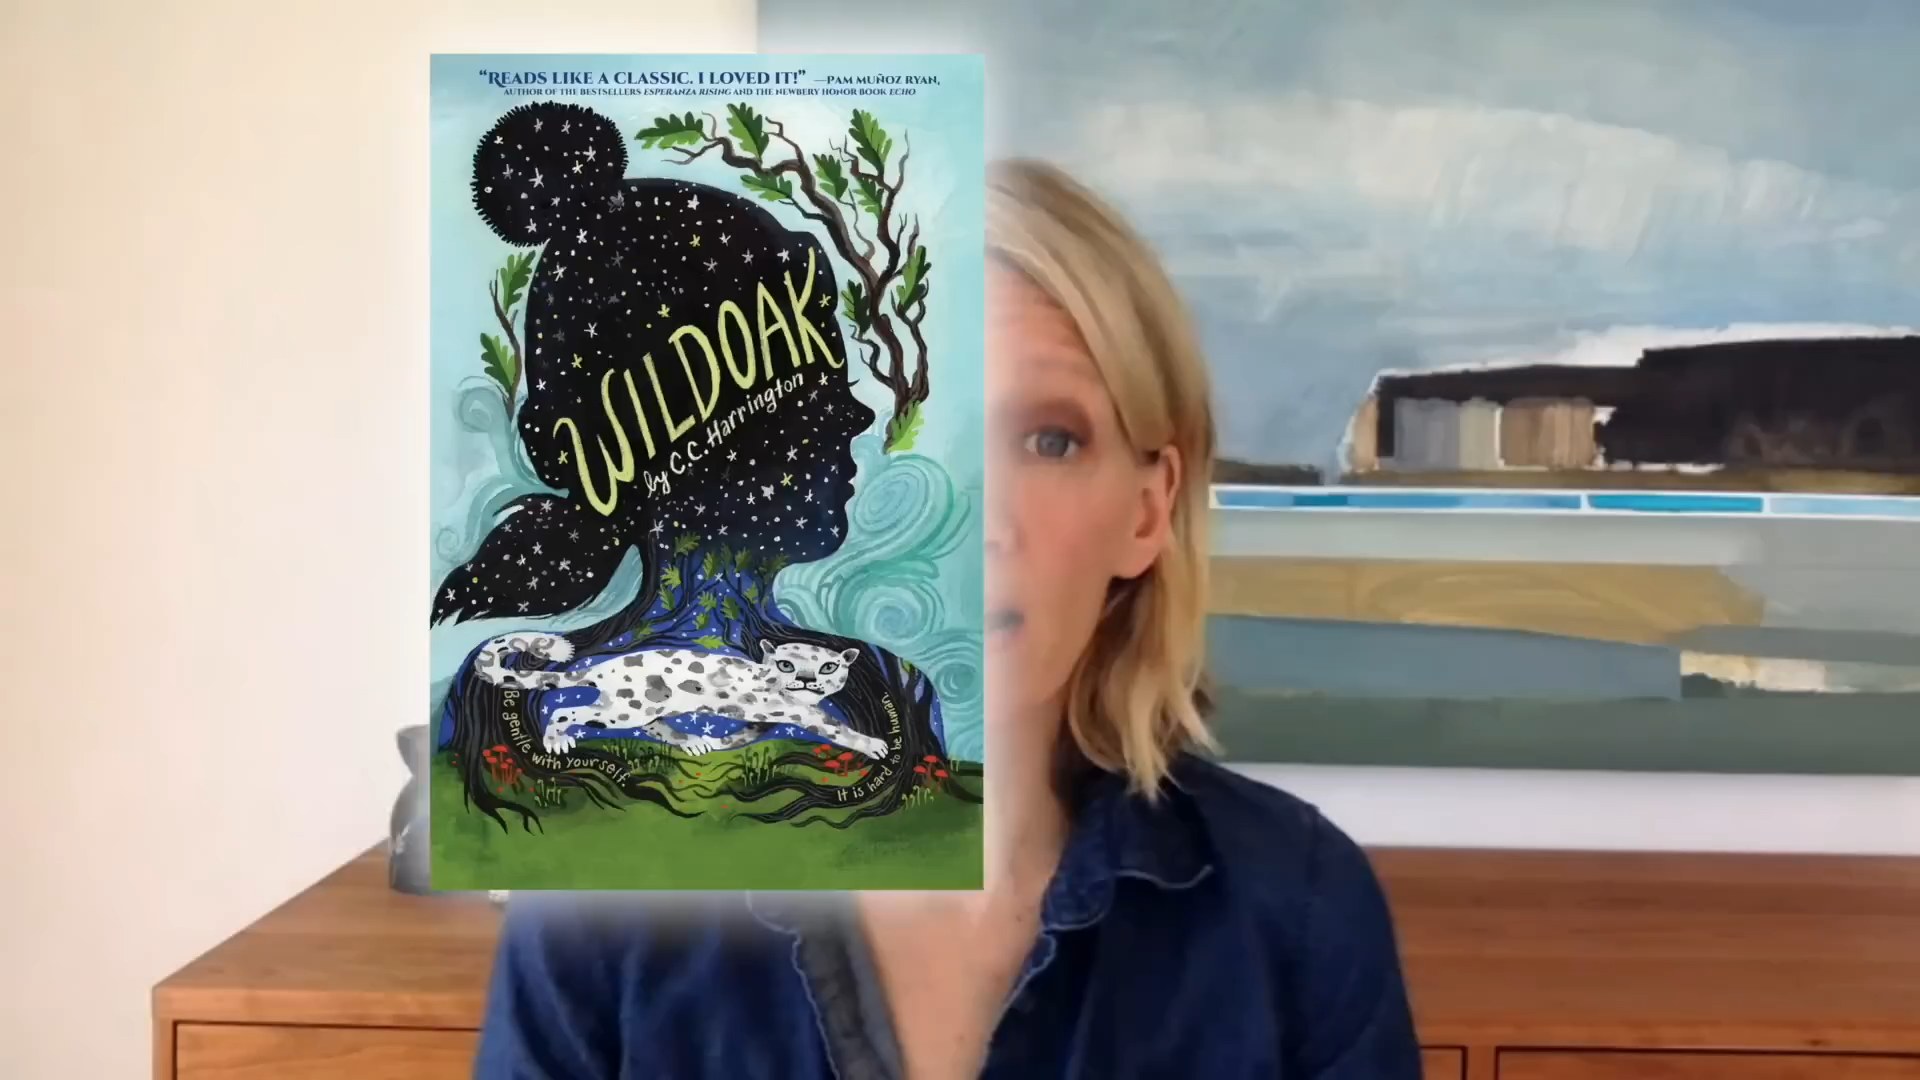 “READS LIKE A CLASSIC. I LOVED IT!” —PAM MUÑOZ RYAN,
AUTHOR OF THE BESTSELLERS ESPERANZA RISING AND THE NEWBERY HONOR BOOK ECHO
WILDOAK
by C.C. Harrington
Be gentle with yourself.
It is hard to be human.